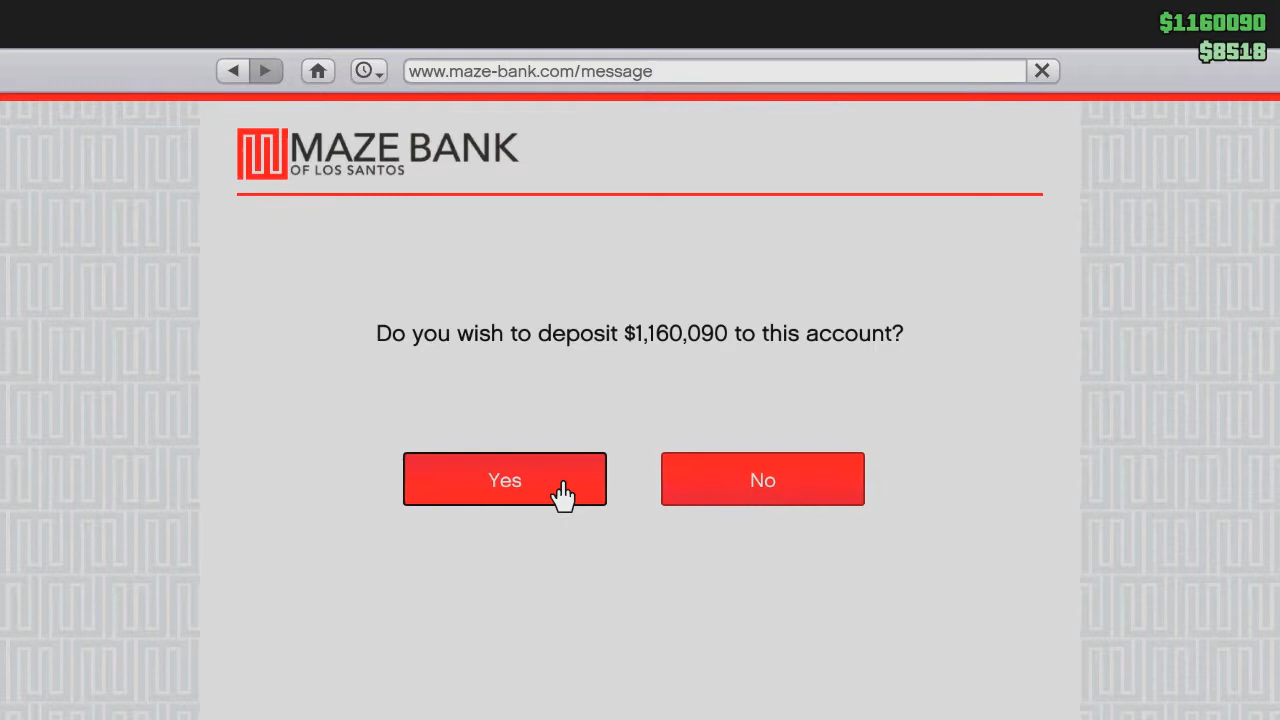 $1160090
$8518
www.maze-bank.com/message
MAZE BANK
OF LOS SANTOS
Do you wish to deposit $1,160,090 to this account?
Yes
No